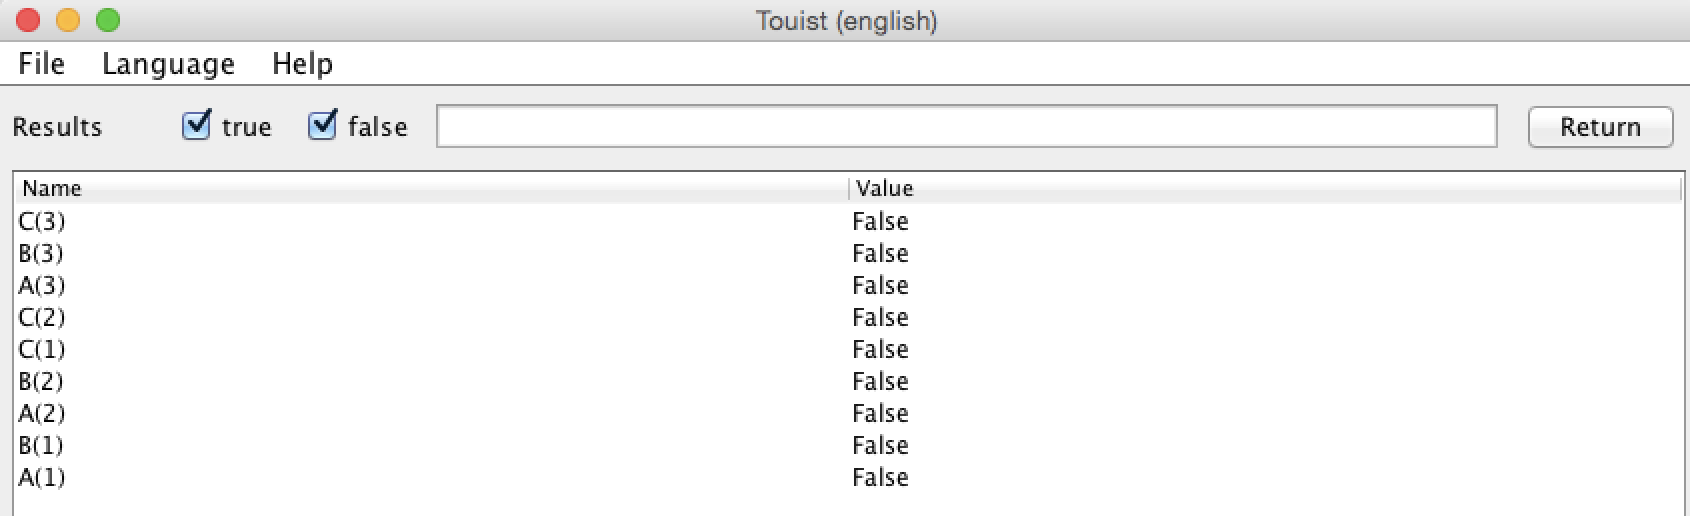 Touist (english)
File Language Help
Results true false Return
Name Value
C(3) False
B(3) False
A(3) False
C(2) False
C(1) False
B(2) False
A(2) False
B(1) False
A(1) False